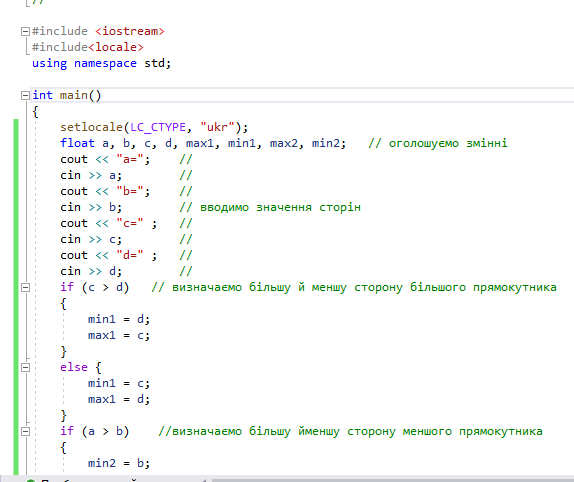 //
#include <iostream>
#include<locale>
using namespace std;
int main()
{
setlocale(LC_CTYPE, "ukr");
float a, b, c, d, max1, min1, max2, min2; // оголошуємо змінні
cout << "a="; //
cin >> a; //
cout << "b="; //
cin >> b; // вводимо значення сторін
cout << "c=" ; //
cin >> c; //
cout << "d=" ; //
cin >> d; //
if (c > d) // визначаємо більшу й меншу сторону більшого прямокутника
{
min1 = d;
max1 = c;
}
else {
min1 = c;
max1 = d;
}
if (a > b) //визначаємо більшу йменшу сторону меншого прямокутника
{
min2 = b;